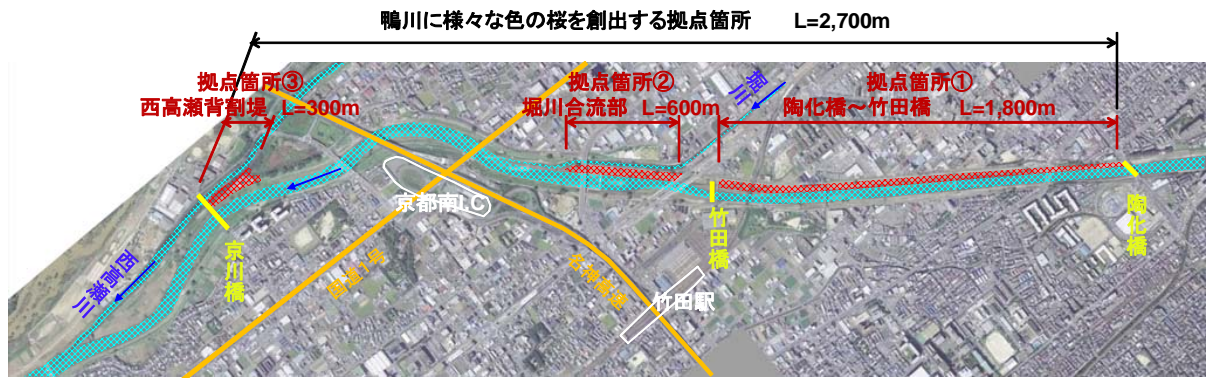 鴨川に様々な色の桜を創出する拠点箇所 L=2,700m
拠点箇所③
西高瀬背割堤 L=300m
拠点箇所②
堀川合流部 L=600m
堀川
拠点箇所①
陶化橋～竹田橋 L=1,800m
京都南I.C
京川橋
西高瀬川
国道1号
名神高速
竹田駅
竹田橋
陶化橋